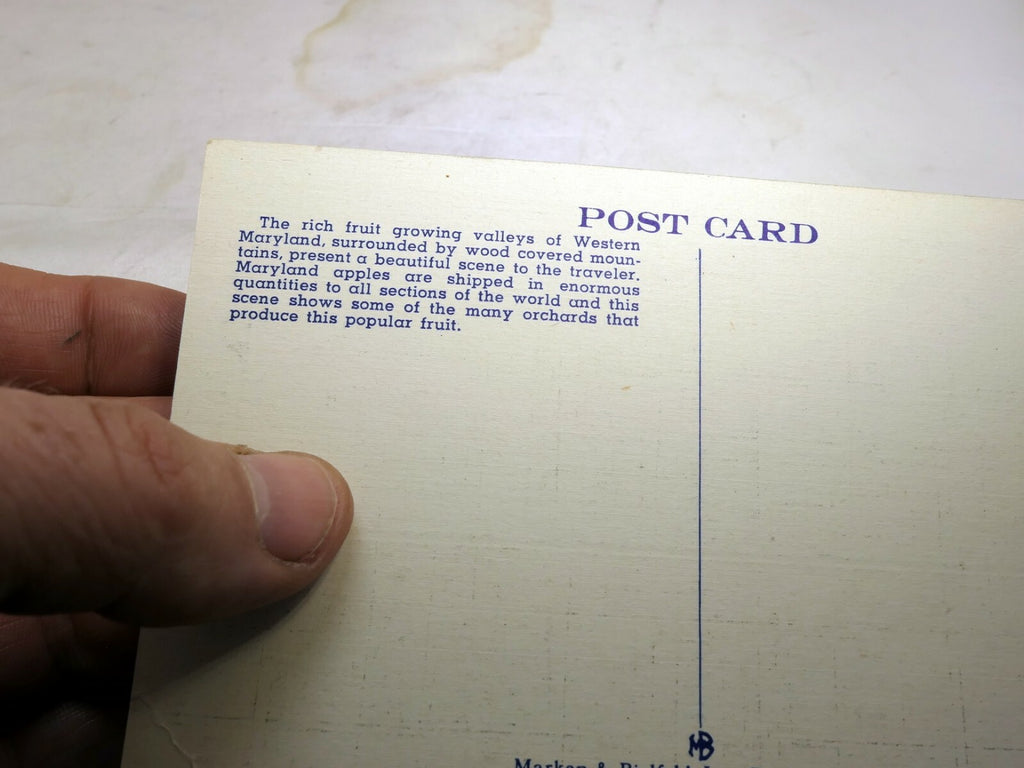 POST CARD
The rich fruit growing valleys of Western
Maryland, surrounded by wood covered moun-
tains, present a beautiful scene to the traveler.
Maryland apples are shipped in enormous
quantities to all sections of the world and this
scene shows some of the many orchards that
produce this popular fruit.
MB
Marken &